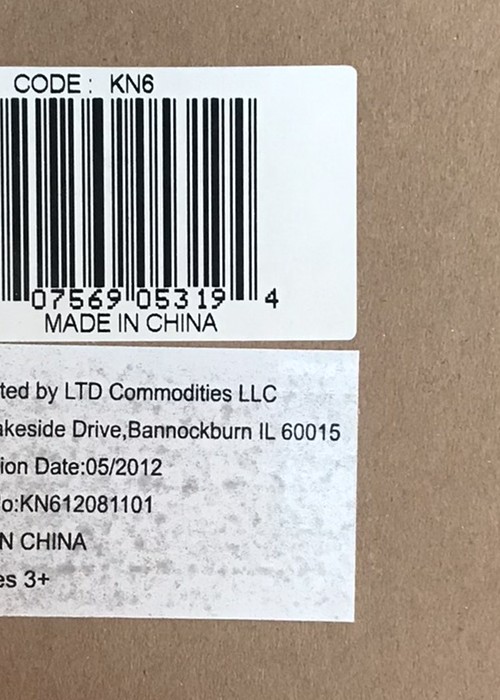 CODE: KN6
07569 05319 4
MADE IN CHINA
ted by LTD Commodities LLC
akeside Drive,Bannockburn IL 60015
ion Date:05/2012
o:KN612081101
N CHINA
es 3+